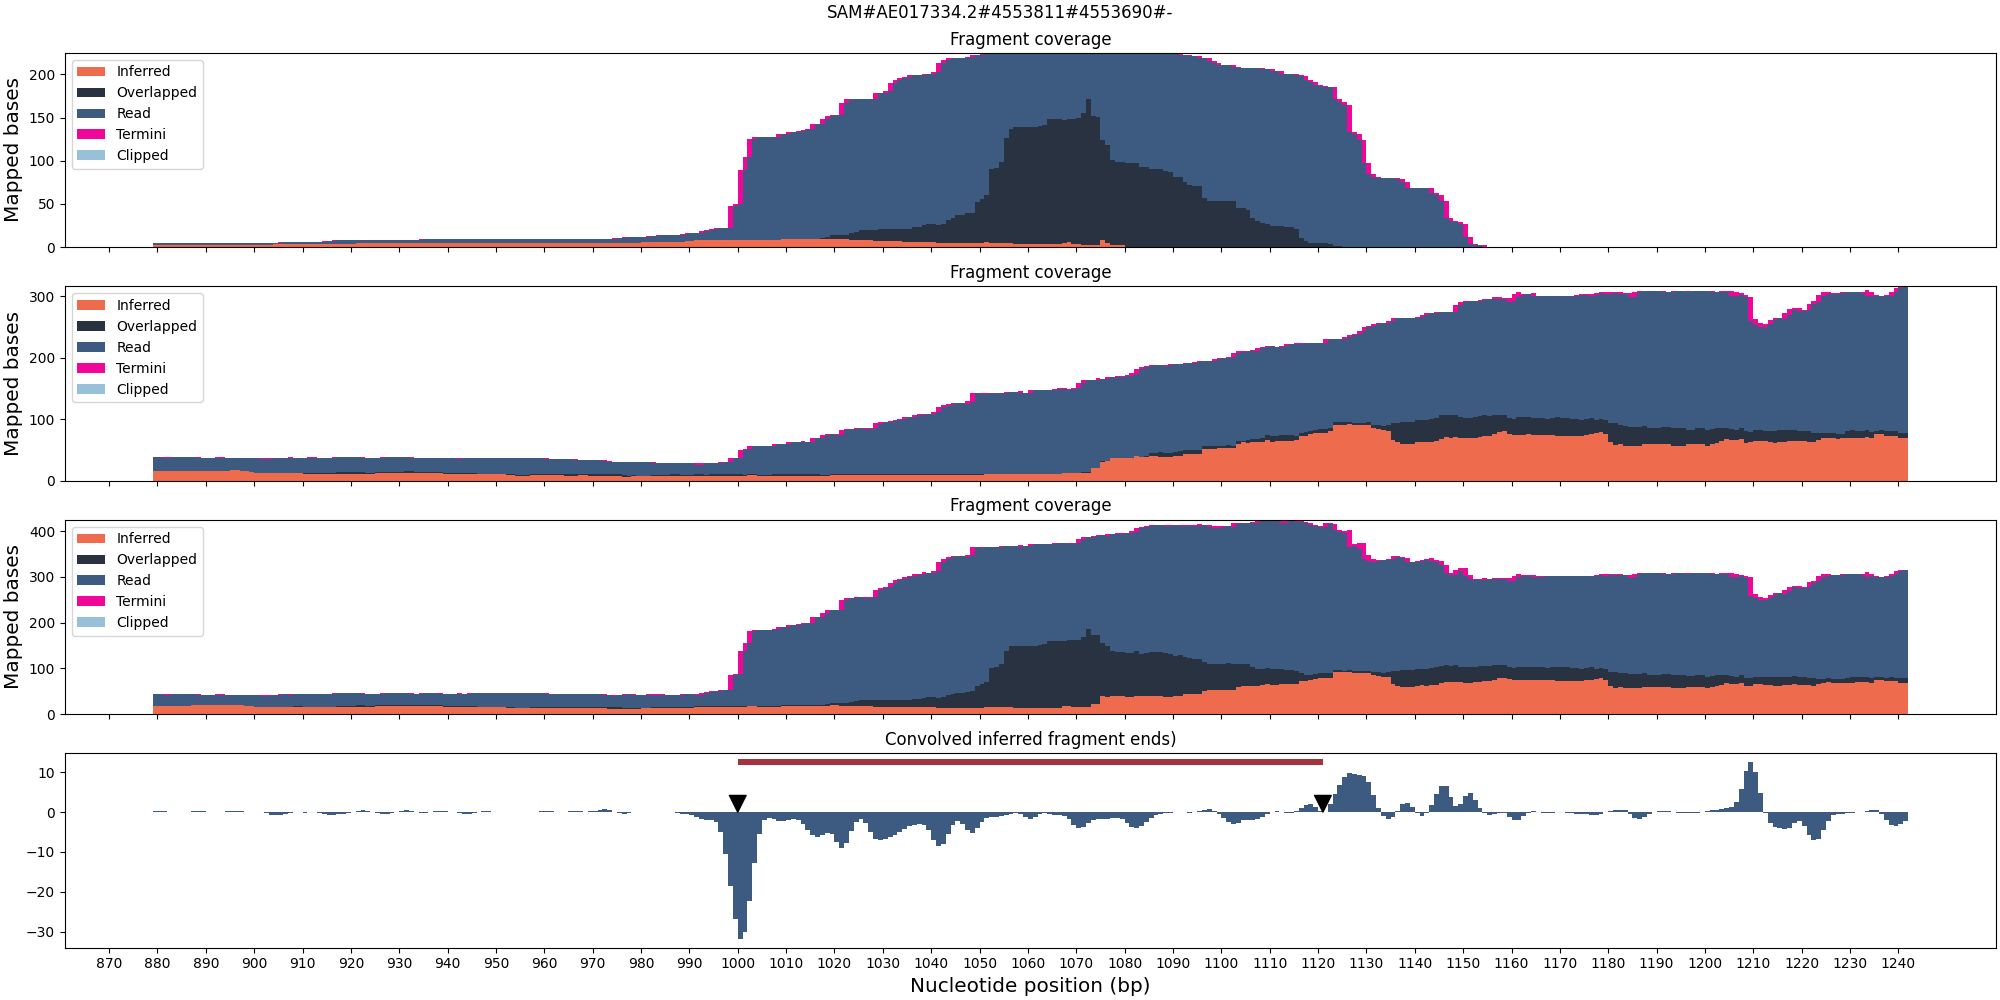 SAM#AE017334.2#4553811#4553690#-
Fragment coverage
Mapped bases
200
150
100
50
0
Inferred
Overlapped
Read
Termini
Clipped
Fragment coverage
Mapped bases
300
200
100
0
Inferred
Overlapped
Read
Termini
Clipped
Fragment coverage
Mapped bases
400
300
200
100
0
Inferred
Overlapped
Read
Termini
Clipped
Convolved inferred fragment ends)
10
0
−10
−20
−30
870 880 890 900 910 920 930 940 950 960 970 980 990 1000 1010 1020 1030 1040 1050 1060 1070 1080 1090 1100 1110 1120 1130 1140 1150 1160 1170 1180 1190 1200 1210 1220 1230 1240
Nucleotide position (bp)